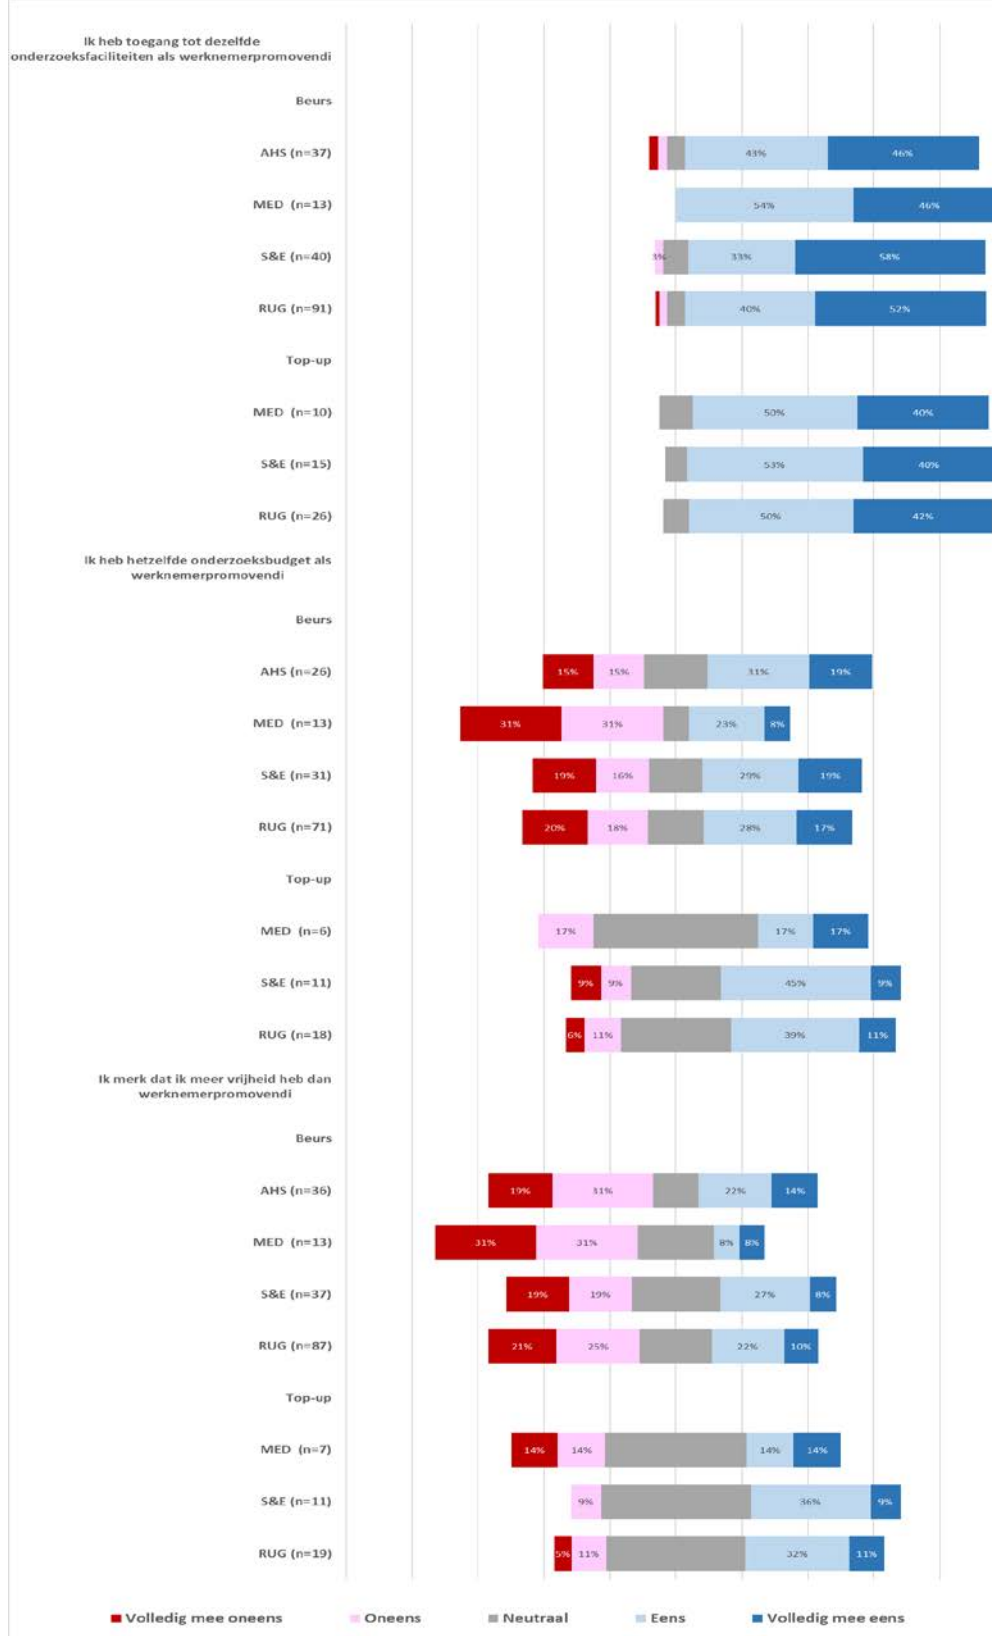 Ik heb toegang tot dezelfde
onderzoeksfaciliteiten als werknemerpromovendi
Beurs
AHS (n=37) 43% 46%
MED (n=13) 54% 46%
S&E (n=40) 3% 33% 58%
RUG (n=91) 40% 52%
Top-up
MED (n=10) 50% 40%
S&E (n=15) 53% 40%
RUG (n=26) 50% 42%
Ik heb hetzelfde onderzoeksbudget als
werknemerpromovendi
Beurs
AHS (n=26) 15% 15% 31% 19%
MED (n=13) 31% 31% 23% 8%
S&E (n=31) 19% 16% 29% 19%
RUG (n=71) 20% 18% 28% 17%
Top-up
MED (n=6) 17% 17% 17%
S&E (n=11) 9% 9% 45% 9%
RUG (n=18) 6% 11% 39% 11%
Ik merk dat ik meer vrijheid heb dan
werknemerpromovendi
Beurs
AHS (n=36) 19% 31% 22% 14%
MED (n=13) 31% 31% 8% 8%
S&E (n=37) 19% 19% 27% 8%
RUG (n=87) 21% 25% 22% 10%
Top-up
MED (n=7) 14% 14% 14% 14%
S&E (n=11) 9% 36% 9%
RUG (n=19) 5% 11% 32% 11%
Volledig mee oneens Oneens Neutraal Eens Volledig mee eens